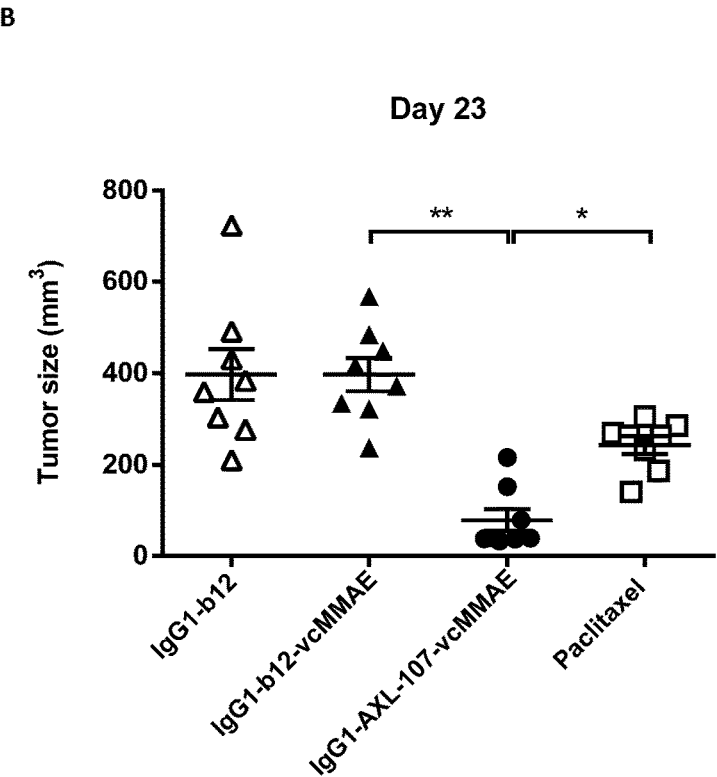 B
Day 23
Tumor size (mm³)
800
600
400
200
0
**
*
IgG1-b12
IgG1-b12-vcMMAE
IgG1-AXL-107-vcMMAE
Paclitaxel